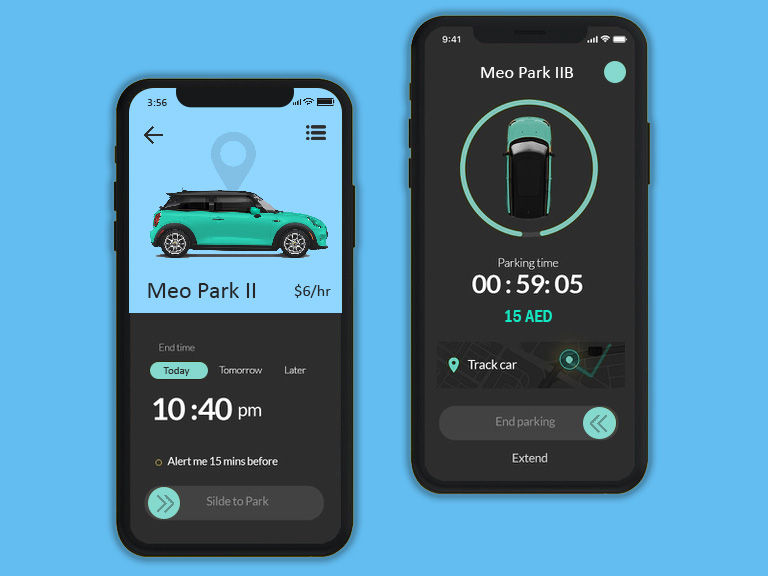 3:56
Meo Park II
$6/hr
End time
Today
Tomorrow
Later
10 :40 pm
Alert me 15 mins before
Silde to Park
9:41
Meo Park IIB
Parking time
00 : 59: 05
15 AED
Track car
End parking
Extend